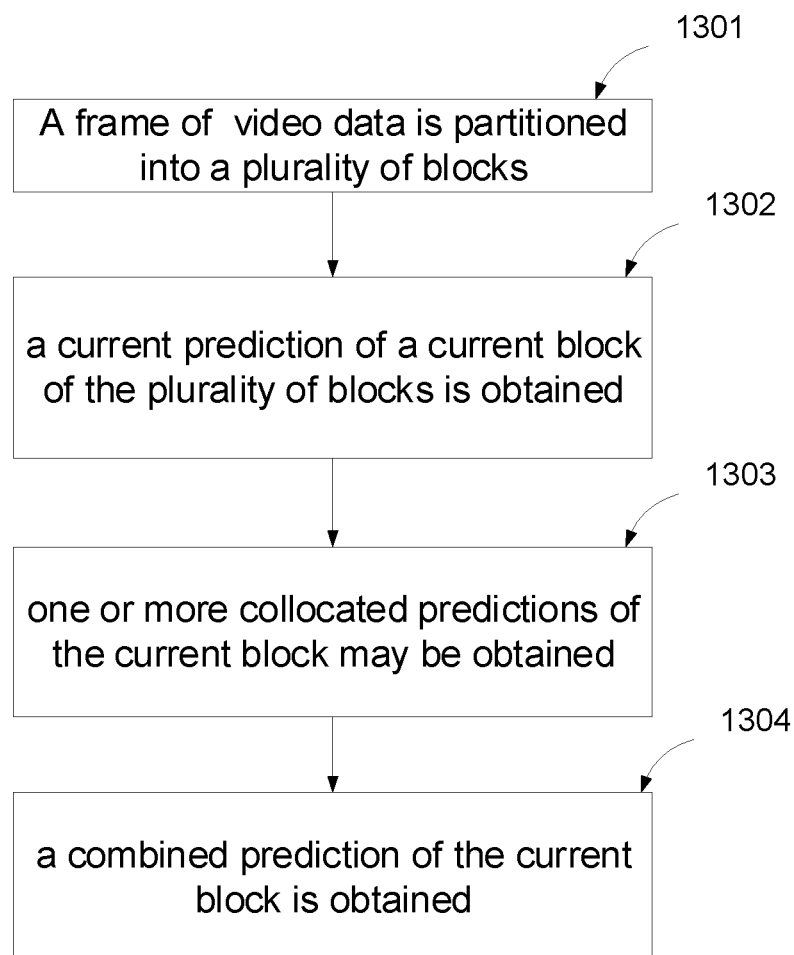 1301
A frame of video data is partitioned
into a plurality of blocks
1302
a current prediction of a current block
of the plurality of blocks is obtained
1303
one or more collocated predictions of
the current block may be obtained
1304
a combined prediction of the current
block is obtained